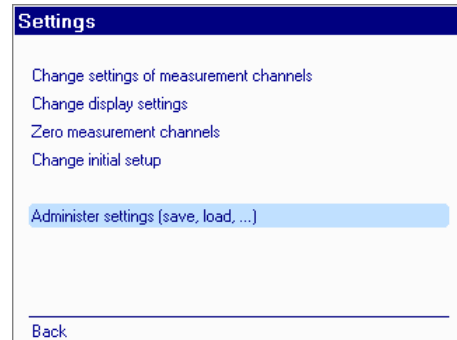 Settings
Change settings of measurement channels
Change display settings
Zero measurement channels
Change initial setup
Administer settings (save, load, ...)
Back